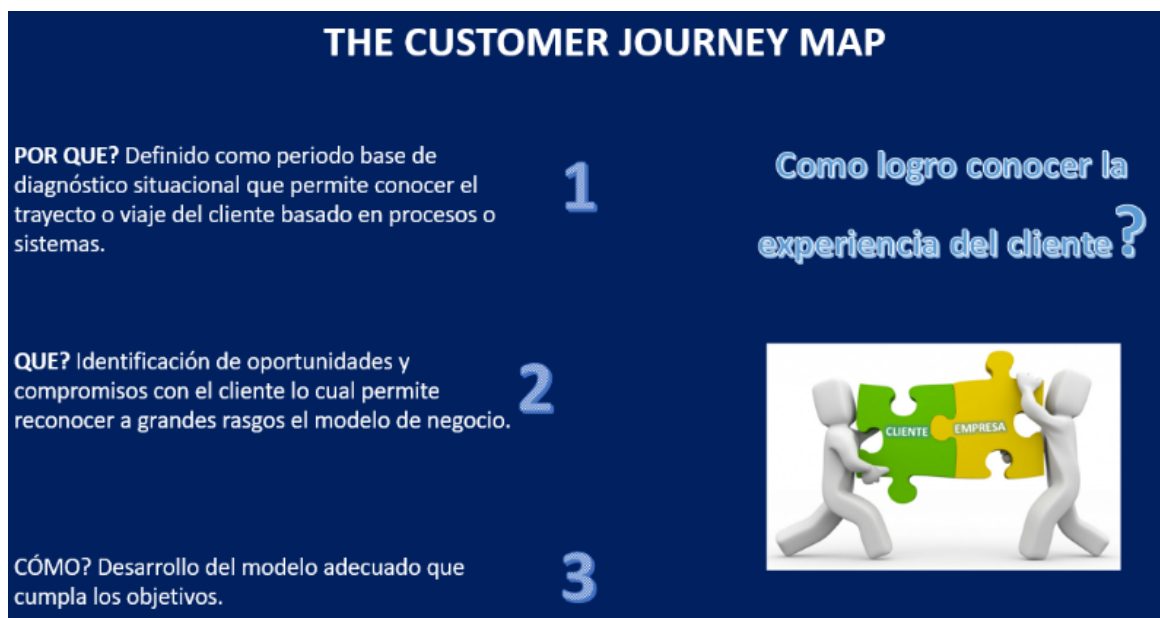 THE CUSTOMER JOURNEY MAP
POR QUE? Definido como periodo base de
diagnóstico situacional que permite conocer el
trayecto o viaje del cliente basado en procesos o
sistemas.
1
QUE? Identificación de oportunidades y
compromisos con el cliente lo cual permite
reconocer a grandes rasgos el modelo de negocio.
2
CÓMO? Desarrollo del modelo adecuado que
cumpla los objetivos.
3
Como logro conocer la
experiencia del cliente?
CLIENTE
EMPRESA